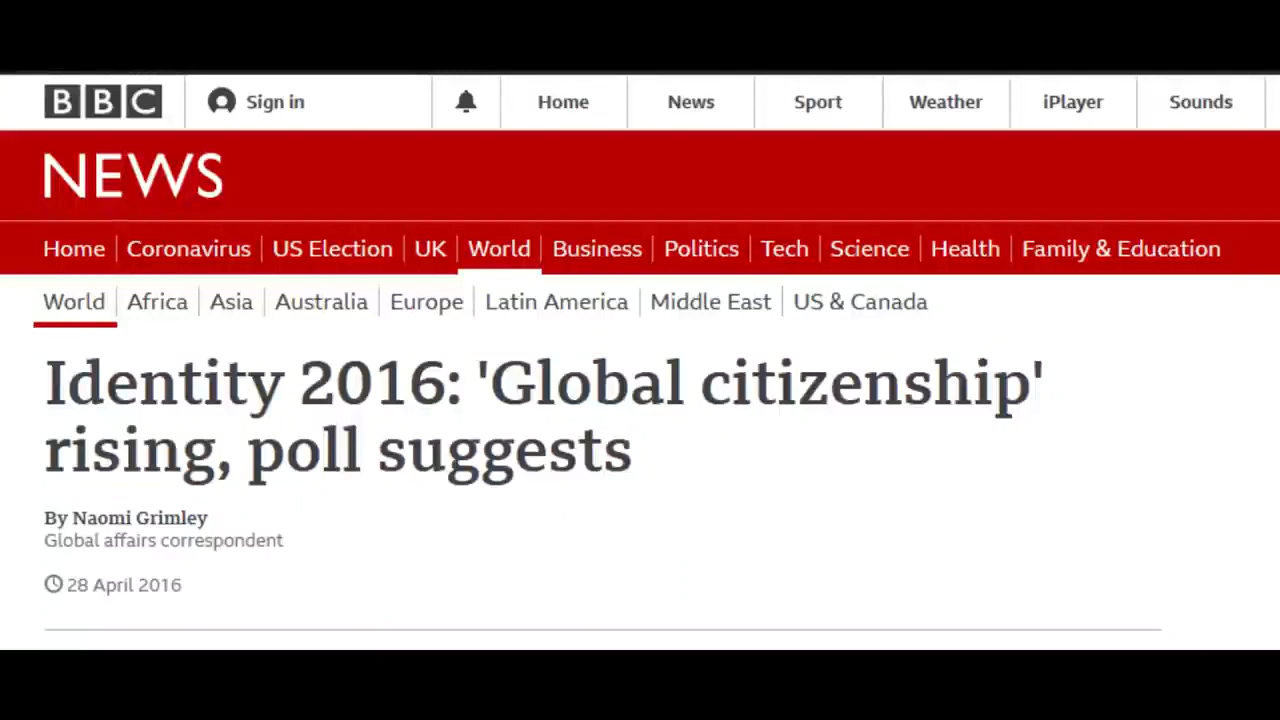 BBC Sign in Home News Sport Weather iPlayer Sounds
NEWS
Home Coronavirus US Election UK World Business Politics Tech Science Health Family & Education
World Africa Asia Australia Europe Latin America Middle East US & Canada
Identity 2016: 'Global citizenship'
rising, poll suggests
By Naomi Grimley
Global affairs correspondent
28 April 2016